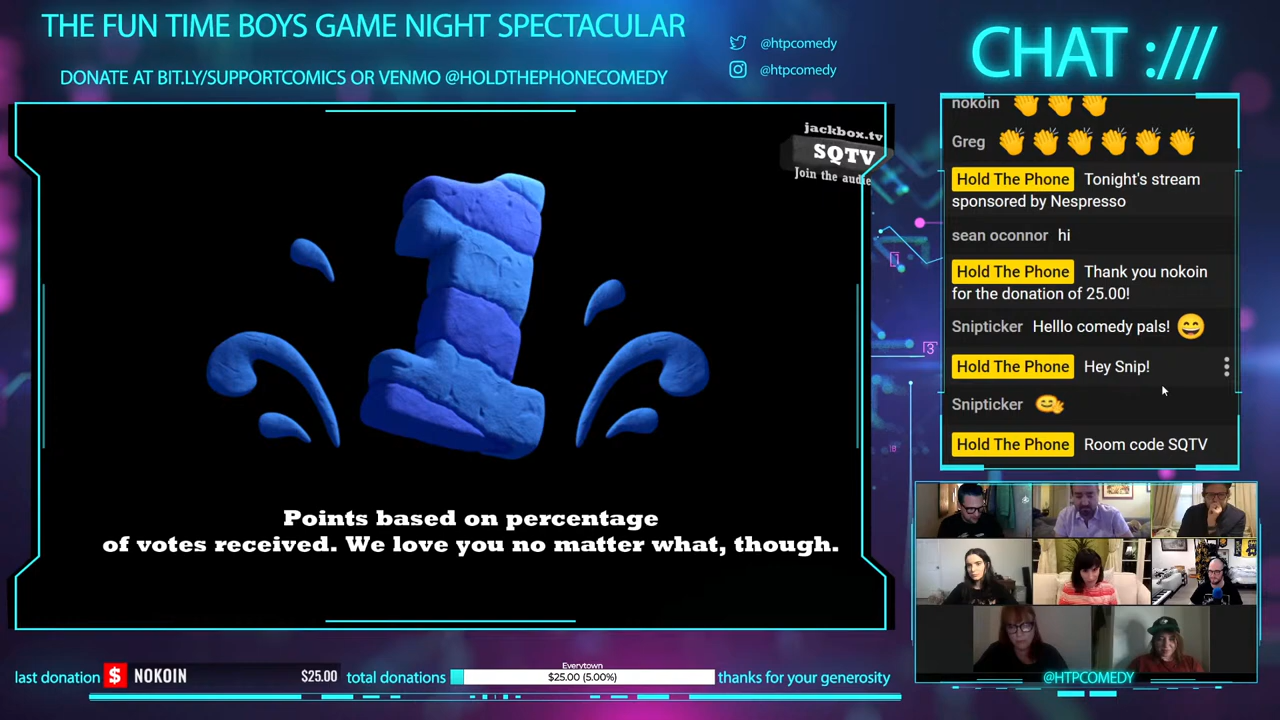 THE FUN TIME BOYS GAME NIGHT SPECTACULAR
DONATE AT BIT.LY/SUPPORTCOMICS OR VENMO @HOLDTHEPHONECOMEDY
@htpcomedy
@htpcomedy
CHAT :///
jackbox.tv
SQTV
Join the audie
1
Points based on percentage
of votes received. We love you no matter what, though.
nokoin 👏 👏 👏
Greg 👏 👏 👏 👏 👏 👏
Hold The Phone Tonight's stream
sponsored by Nespresso
sean oconnor hi
Hold The Phone Thank you nokoin
for the donation of 25.00!
Snipticker Helllo comedy pals! 😄
Hold The Phone Hey Snip!
Snipticker
Hold The Phone Room code SQTV
3
last donation $ NOKOIN $25.00
total donations
Everytown
$25.00 (5.00%)
thanks for your generosity
@HTPCOMEDY